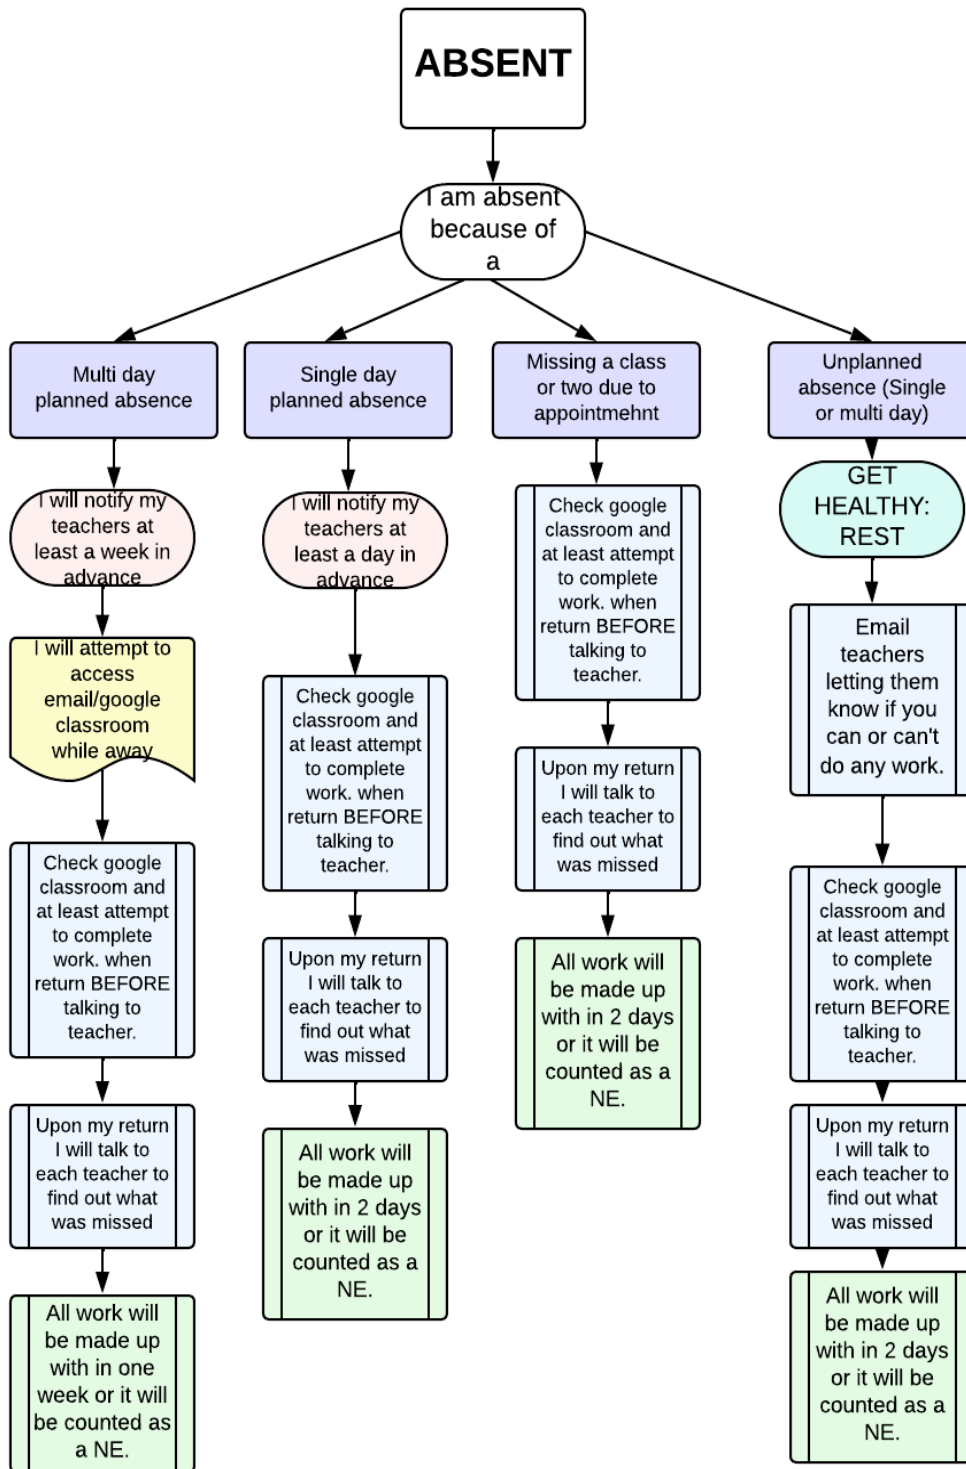 ABSENT
I am absent
because of
a
Multi day
planned absence
I will notify my
teachers at
least a week in
advance
I will attempt to
access
email/google
classroom
while away
Check google
classroom and
at least attempt
to complete
work. when
return BEFORE
talking to
teacher.
Upon my return
I will talk to
each teacher to
find out what
was missed
All work will
be made up
with in one
week or it will
be counted as
a NE.
Single day
planned absence
I will notify my
teachers at
least a day in
advance
Check google
classroom and
at least attempt
to complete
work. when
return BEFORE
talking to
teacher.
Upon my return
I will talk to
each teacher to
find out what
was missed
All work will
be made up
with in 2 days
or it will be
counted as a
NE.
Missing a class
or two due to
appointmehnt
Check google
classroom and
at least attempt
to complete
work. when
return BEFORE
talking to
teacher.
Upon my return
I will talk to
each teacher to
find out what
was missed
All work will
be made up
with in 2 days
or it will be
counted as a
NE.
Unplanned
absence (Single
or multi day)
GET
HEALTHY:
REST
Email
teachers
letting them
know if you
can or can't
do any work.
Check google
classroom and
at least attempt
to complete
work. when
return BEFORE
talking to
teacher.
Upon my return
I will talk to
each teacher to
find out what
was missed
All work will
be made up
with in 2 days
or it will be
counted as a
NE.